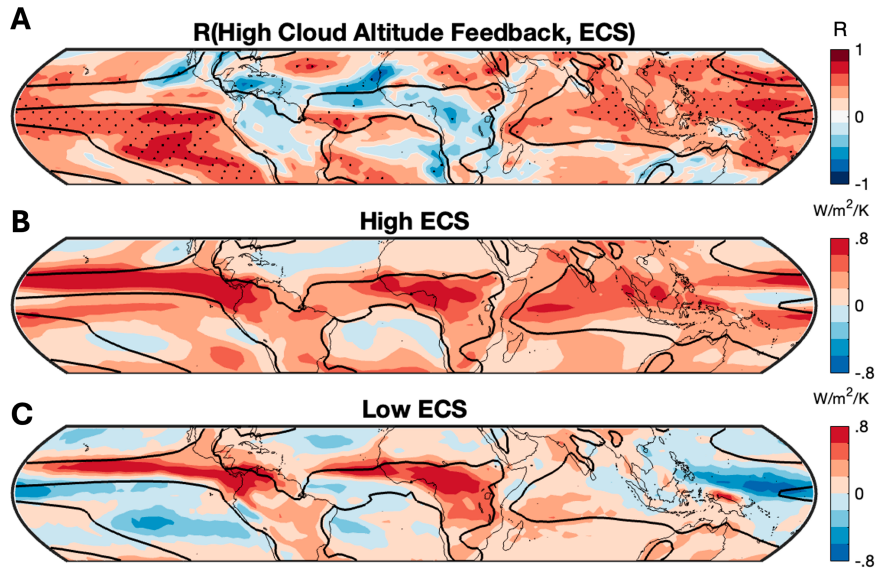 A
R(High Cloud Altitude Feedback, ECS)
R
1
0
-1
B
High ECS
W/m²/K
.8
0
-.8
C
Low ECS
W/m²/K
.8
0
-.8